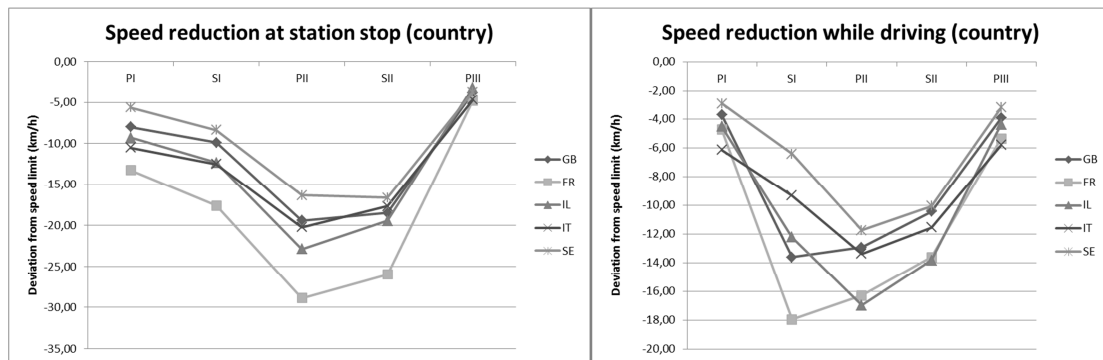 Speed reduction at station stop (country)
0,00
-5,00
-10,00
-15,00
-20,00
-25,00
-30,00
-35,00
Deviation from speed limit (km/h)
PI SI PII SII PIII
GB
FR
IL
IT
SE
Speed reduction while driving (country)
0,00
-2,00
-4,00
-6,00
-8,00
-10,00
-12,00
-14,00
-16,00
-18,00
-20,00
Deviation from speed limit (km/h)
PI SI PII SII PIII
GB
FR
IL
IT
SE